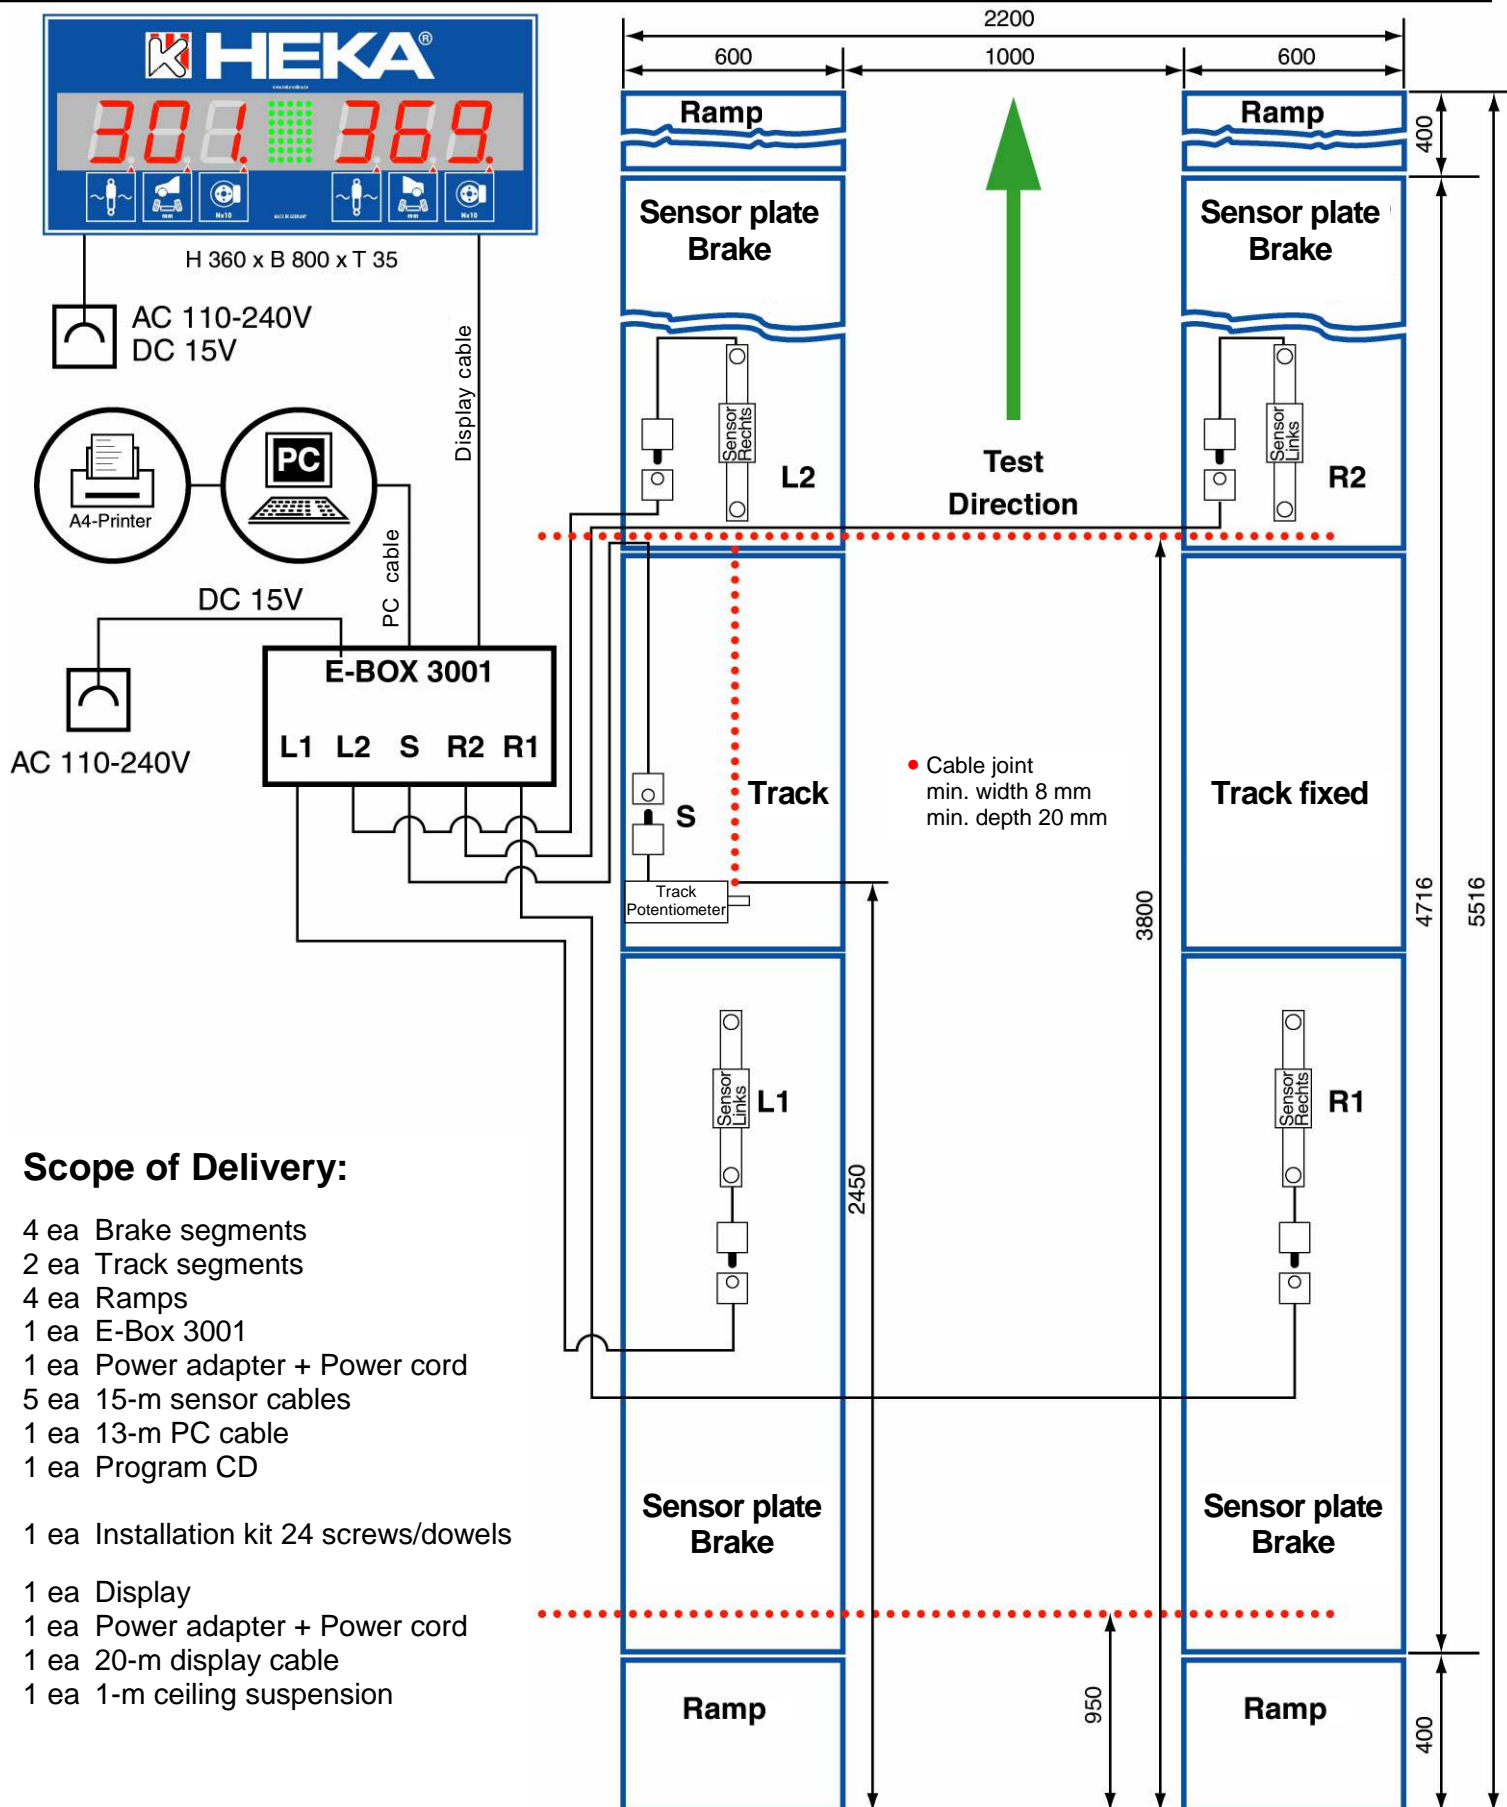 HEKA®
301. 369.
mm
Nx10
MADE IN GERMANY
mm
Nx10
H 360 x B 800 x T 35
AC 110-240V
DC 15V
Display cable
PC
A4-Printer
PC cable
DC 15V
AC 110-240V
E-BOX 3001
L1 L2 S R2 R1
2200
600
1000
600
Ramp
Ramp
400
Sensor plate
Brake
Sensor plate
Brake
Sensor
Rechts
L2
Test
Direction
Sensor
Links
R2
S
Track
Track
Potentiometer
Cable joint
min. width 8 mm
min. depth 20 mm
Track fixed
3800
4716
5516
Sensor
Links
L1
2450
Sensor
Rechts
R1
Sensor plate
Brake
Sensor plate
Brake
Ramp
950
Ramp
400
Scope of Delivery:
4 ea Brake segments
2 ea Track segments
4 ea Ramps
1 ea E-Box 3001
1 ea Power adapter + Power cord
5 ea 15-m sensor cables
1 ea 13-m PC cable
1 ea Program CD
1 ea Installation kit 24 screws/dowels
1 ea Display
1 ea Power adapter + Power cord
1 ea 20-m display cable
1 ea 1-m ceiling suspension